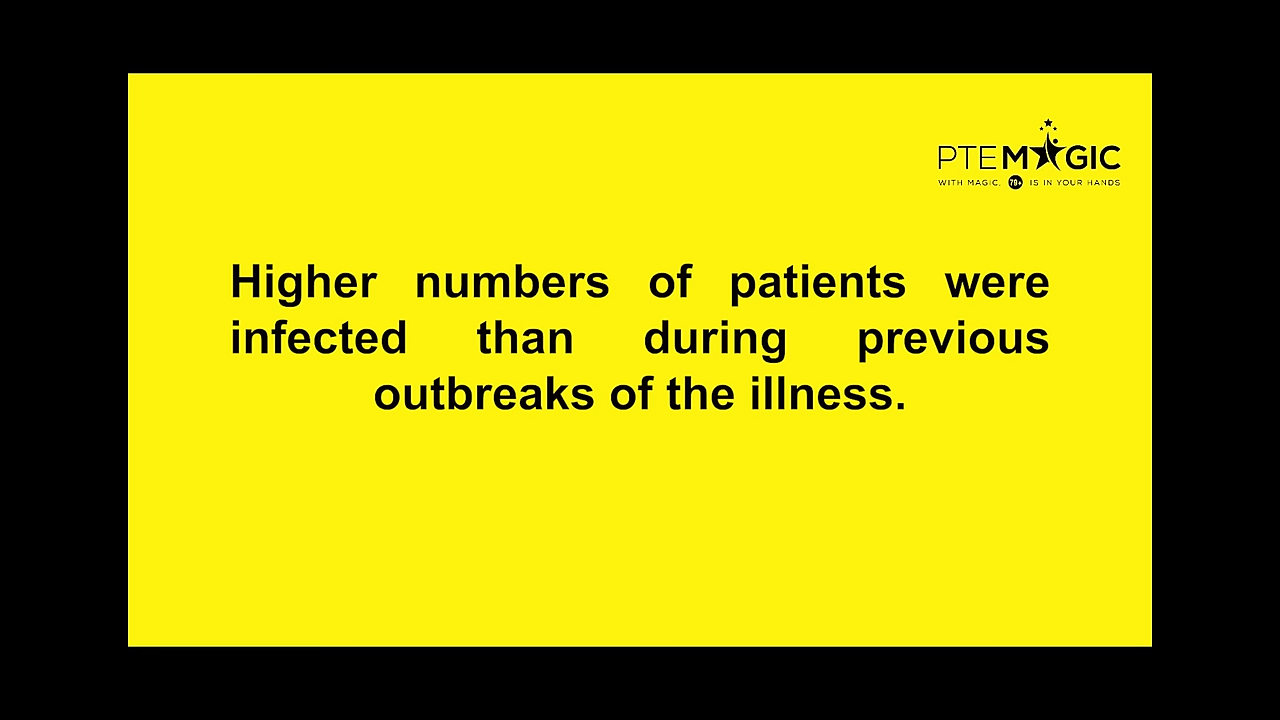 PTEMAGIC
WITH MAGIC, 79+ IS IN YOUR HANDS
Higher numbers of patients were
infected than during previous
outbreaks of the illness.